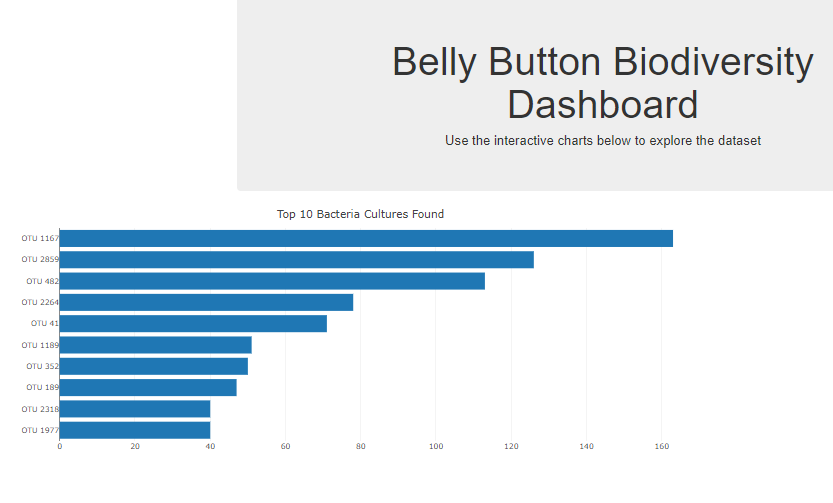 Belly Button Biodiversity
Dashboard
Use the interactive charts below to explore the dataset
Top 10 Bacteria Cultures Found
OTU 1167
OTU 2859
OTU 482
OTU 2264
OTU 41
OTU 1189
OTU 352
OTU 189
OTU 2318
OTU 1977
0 20 40 60 80 100 120 140 160